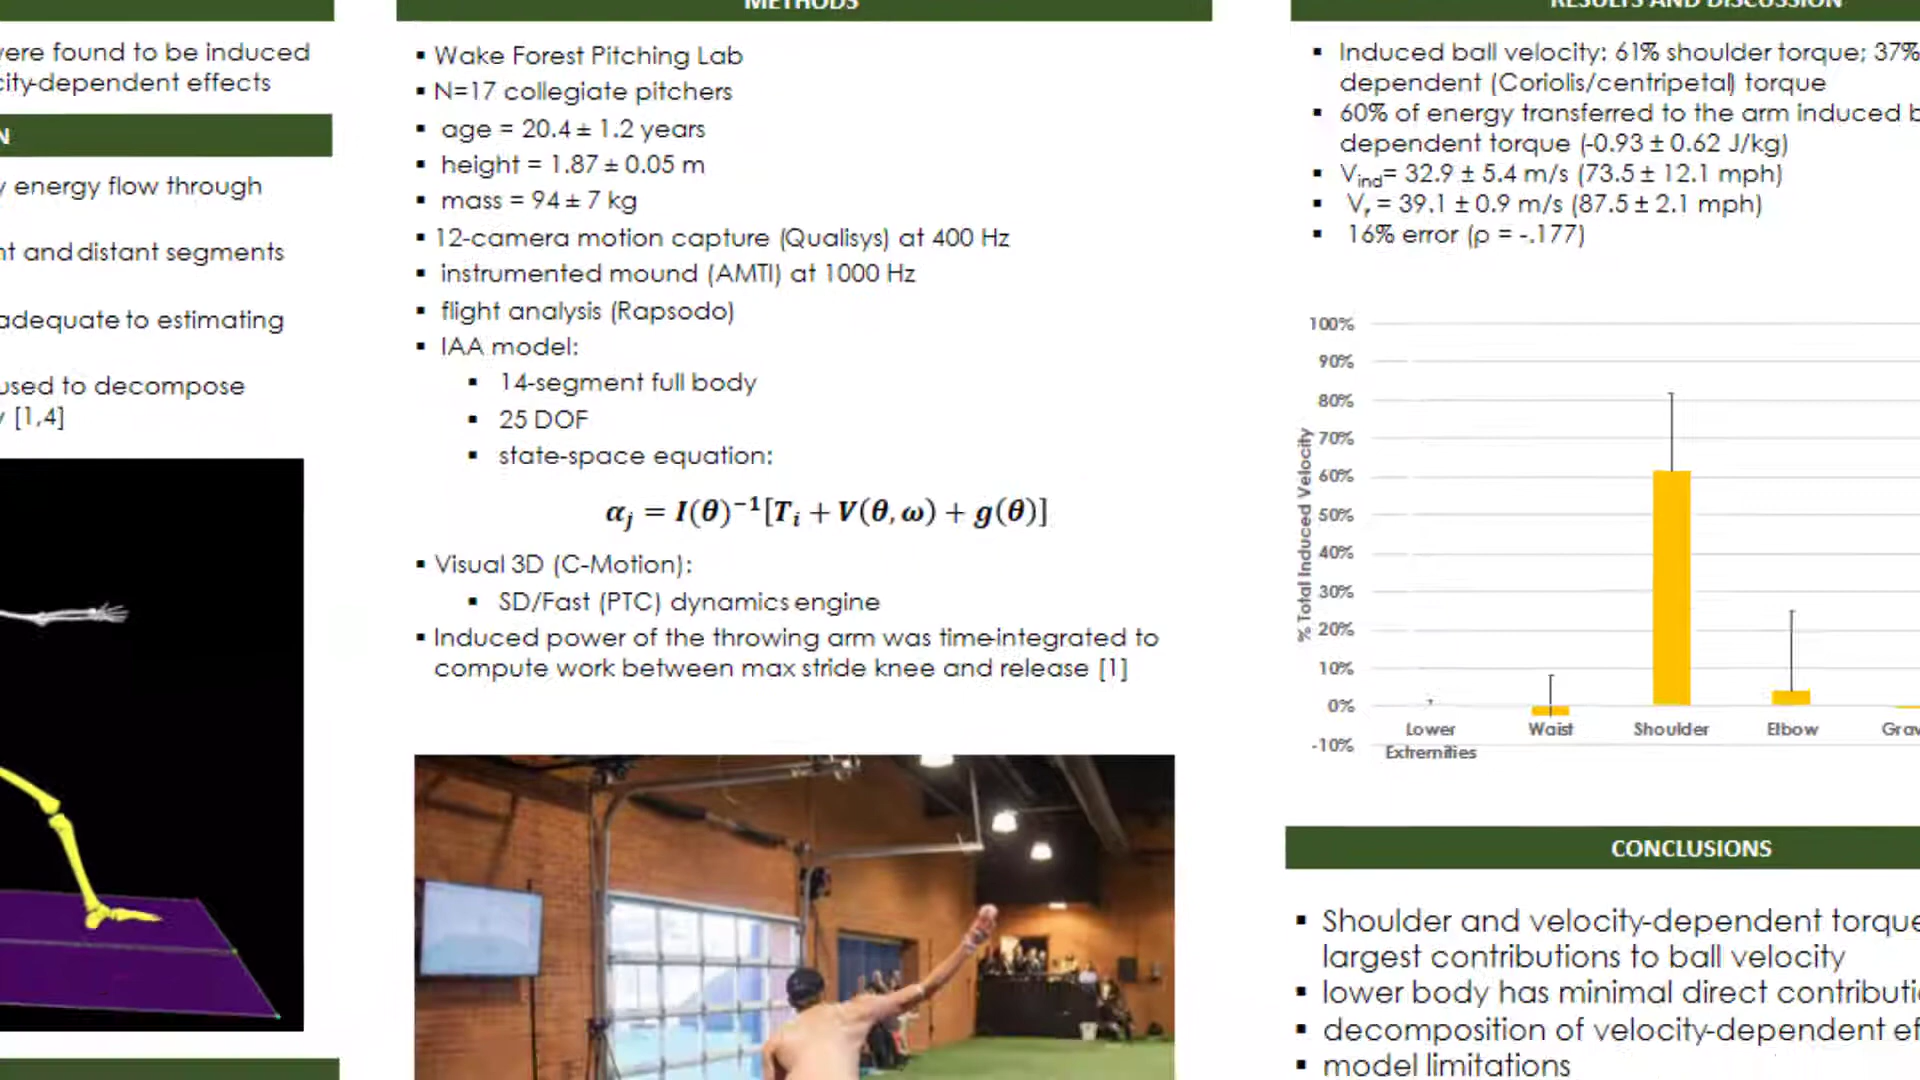 METHODS
RESULTS AND DISCUSSION
were found to be induced
city-dependent effects
N
y energy flow through
nt and distant segments
adequate to estimating
used to decompose
y [1,4]
▪ Wake Forest Pitching Lab
▪ N=17 collegiate pitchers
▪ age = 20.4 ± 1.2 years
▪ height = 1.87 ± 0.05 m
▪ mass = 94 ± 7 kg
▪ 12-camera motion capture (Qualisys) at 400 Hz
▪ instrumented mound (AMTI) at 1000 Hz
▪ flight analysis (Rapsodo)
▪ IAA model:
▪ 14-segment full body
▪ 25 DOF
▪ state-space equation:
αj = I(θ)⁻¹[Ti + V(θ, ω) + g(θ)]
▪ Visual 3D (C-Motion):
▪ SD/Fast (PTC) dynamics engine
▪ Induced power of the throwing arm was time-integrated to
compute work between max stride knee and release [1]
▪ Induced ball velocity: 61% shoulder torque; 37%
dependent (Coriolis/centripetal) torque
▪ 60% of energy transferred to the arm induced b
dependent torque (-0.93 ± 0.62 J/kg)
▪ Vind= 32.9 ± 5.4 m/s (73.5 ± 12.1 mph)
▪ Vr = 39.1 ± 0.9 m/s (87.5 ± 2.1 mph)
▪ 16% error (ρ = -.177)
% Total Induced Velocity
100%
90%
80%
70%
60%
50%
40%
30%
20%
10%
0%
-10%
Lower Extremities
Waist
Shoulder
Elbow
Grav
CONCLUSIONS
▪ Shoulder and velocity-dependent torque
largest contributions to ball velocity
▪ lower body has minimal direct contributi
▪ decomposition of velocity-dependent ef
▪ model limitations